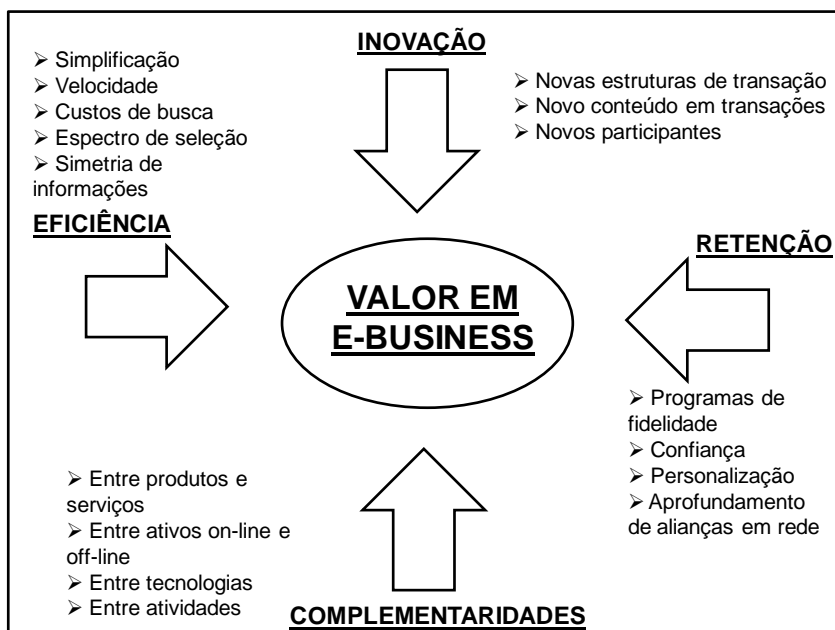 INOVAÇÃO
➢ Simplificação
➢ Velocidade
➢ Custos de busca
➢ Espectro de seleção
➢ Simetria de
informações
EFICIÊNCIA
➢ Novas estruturas de transação
➢ Novo conteúdo em transações
➢ Novos participantes
RETENÇÃO
VALOR EM
E-BUSINESS
➢ Programas de
fidelidade
➢ Confiança
➢ Personalização
➢ Aprofundamento
de alianças em rede
➢ Entre produtos e
serviços
➢ Entre ativos on-line e
off-line
➢ Entre tecnologias
➢ Entre atividades
COMPLEMENTARIDADES